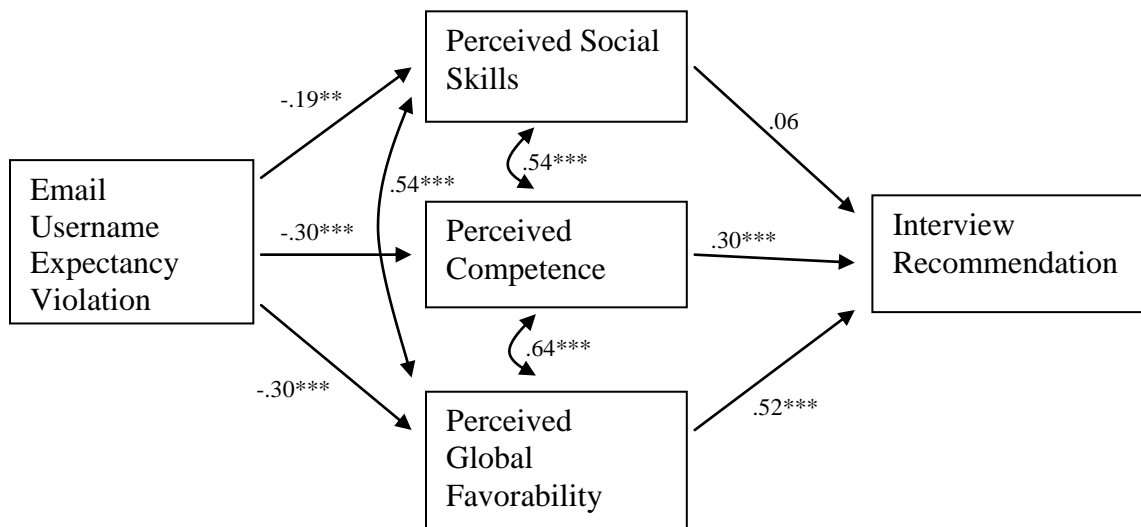 Perceived Social
Skills
-.19**
.06
.54***
Email
Username
Expectancy
Violation
.54***
-.30***
Perceived
Competence
.30***
Interview
Recommendation
.64***
-.30***
Perceived
Global
Favorability
.52***